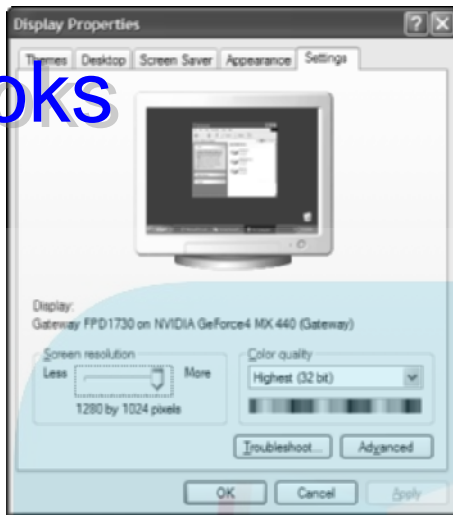 Display Properties
Themes Desktop Screen Saver Appearance Settings
oks
Display:
Gateway FPD1730 on NVIDIA GeForce4 MX 440 (Gateway)
Screen resolution
Less More
1280 by 1024 pixels
Color quality
Highest (32 bit)
Troubleshoot... Advanced
OK Cancel Apply